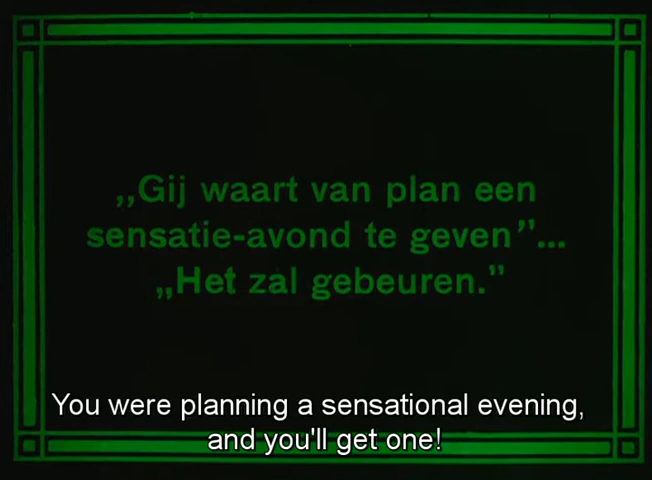 „Gij waart van plan een
sensatie-avond te geven”...
„Het zal gebeuren.”
You were planning a sensational evening,
and you'll get one!